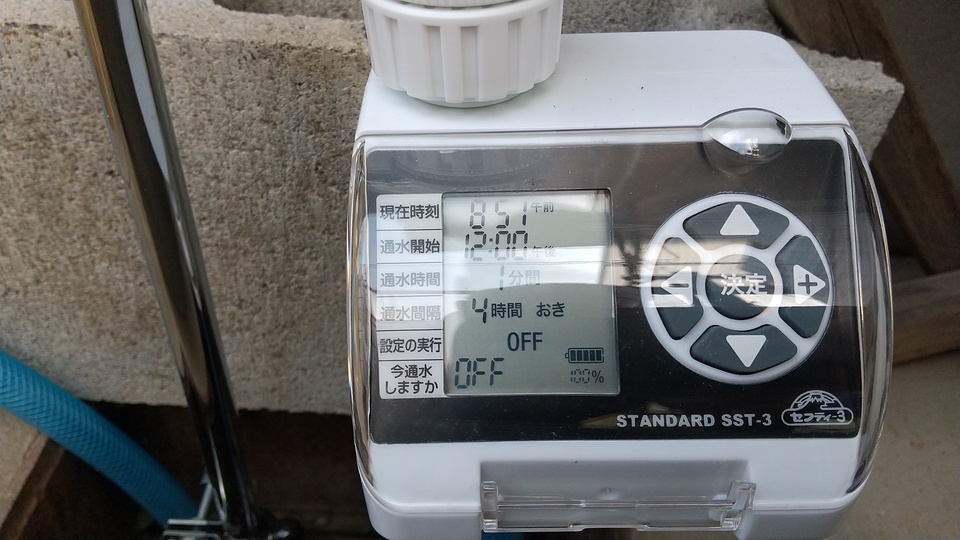 現在時刻 8 51 午前
通水開始 12:00 午後
通水時間 1 分間
通水間隔 4 時間 おき
設定の実行 OFF
今通水しますか OFF 100%
決定
+
STANDARD SST-3
セフティ-3